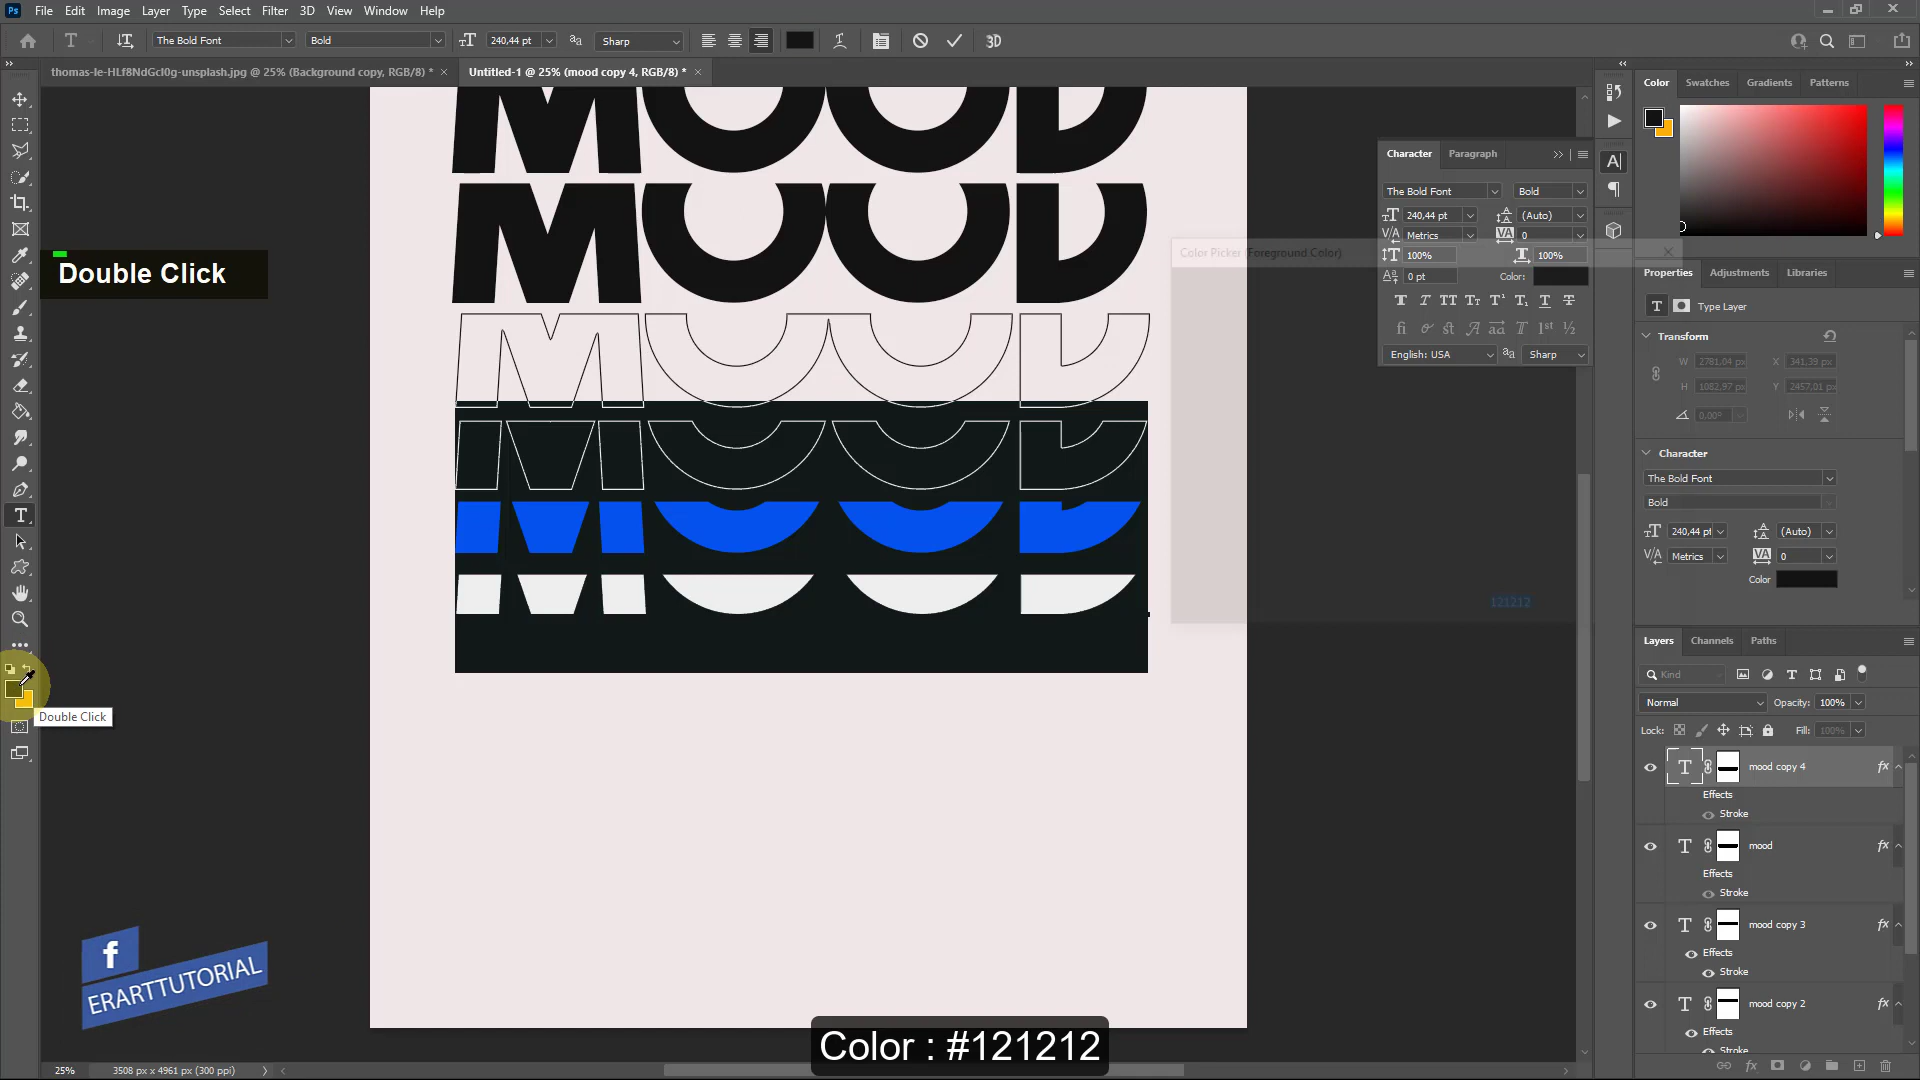 File Edit Image Layer Type Select Filter 3D View Window Help
The Bold Font Bold 240,44 pt Sharp 3D
thomas-le-HLf8NdGcI0g-unsplash.jpg @ 25% (Background copy, RGB/8) * Untitled-1 @ 25% (mood copy 4, RGB/8) *
Color Swatches Gradients Patterns
Character Paragraph
The Bold Font Bold
240,44 pt (Auto)
Metrics 0
100% 100%
0 pt Color:
English: USA Sharp
Color Picker (Foreground Color)
121212
MOOD
MOOD
MOOD
MOOD
MOOD
MOOD
Double Click
Double Click
Properties Adjustments Libraries
Type Layer
Transform
W 2781.04 px X 341,39 px
H 1082,97 px Y 2457,01 px
0,00°
Character
The Bold Font
Bold
240,44 pt (Auto)
Metrics 0
Color
Layers Channels Paths
Kind
Normal Opacity: 100%
Lock: Fill: 100%
mood copy 4 fx
Effects
Stroke
mood fx
Effects
Stroke
mood copy 3 fx
Effects
Stroke
mood copy 2 fx
Effects
Stroke
f
ERARTTUTORIAL
Color : #121212
25% 3508 px x 4961 px (300 ppi)